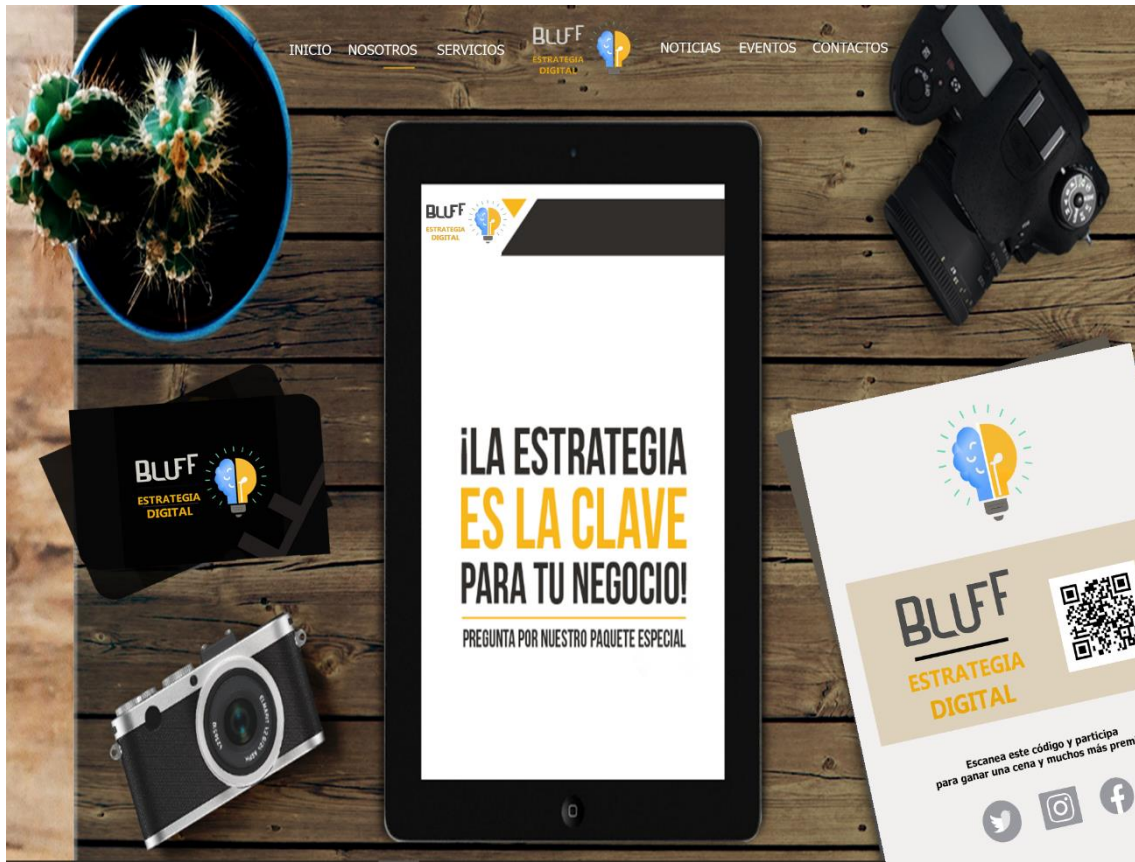 INICIO NOSOTROS SERVICIOS
BLUFF
ESTRATEGIA
DIGITAL
NOTICIAS EVENTOS CONTACTOS
BLUFF
ESTRATEGIA
DIGITAL
¡LA ESTRATEGIA
ES LA CLAVE
PARA TU NEGOCIO!
PREGUNTA POR NUESTRO PAQUETE ESPECIAL
BLUFF
ESTRATEGIA
DIGITAL
BLUFF
ESTRATEGIA
DIGITAL
Escanea este código y participa
para ganar una cena y muchos más prem